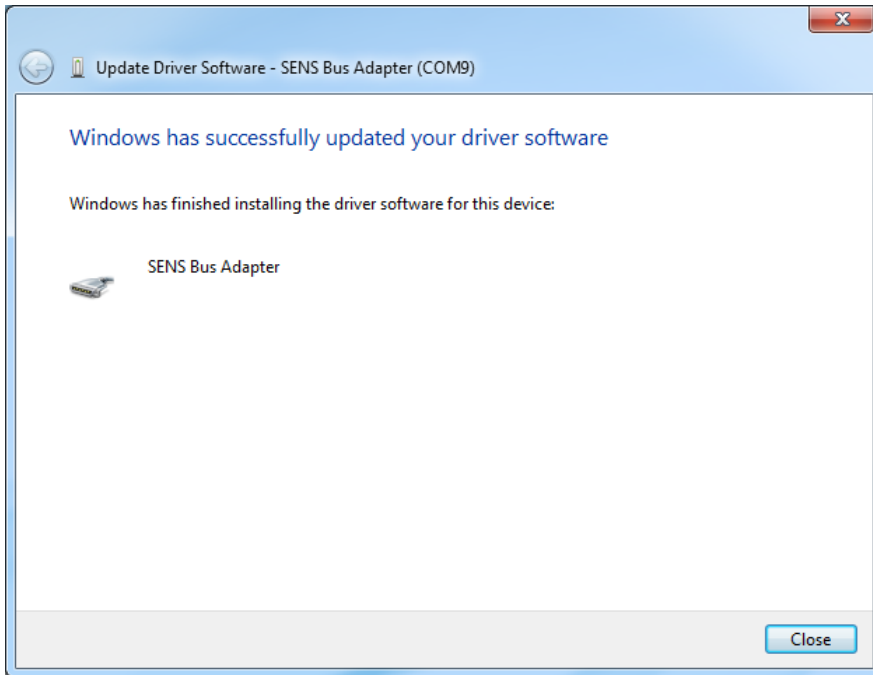 Update Driver Software - SENS Bus Adapter (COM9)
Windows has successfully updated your driver software
Windows has finished installing the driver software for this device:
SENS Bus Adapter
Close